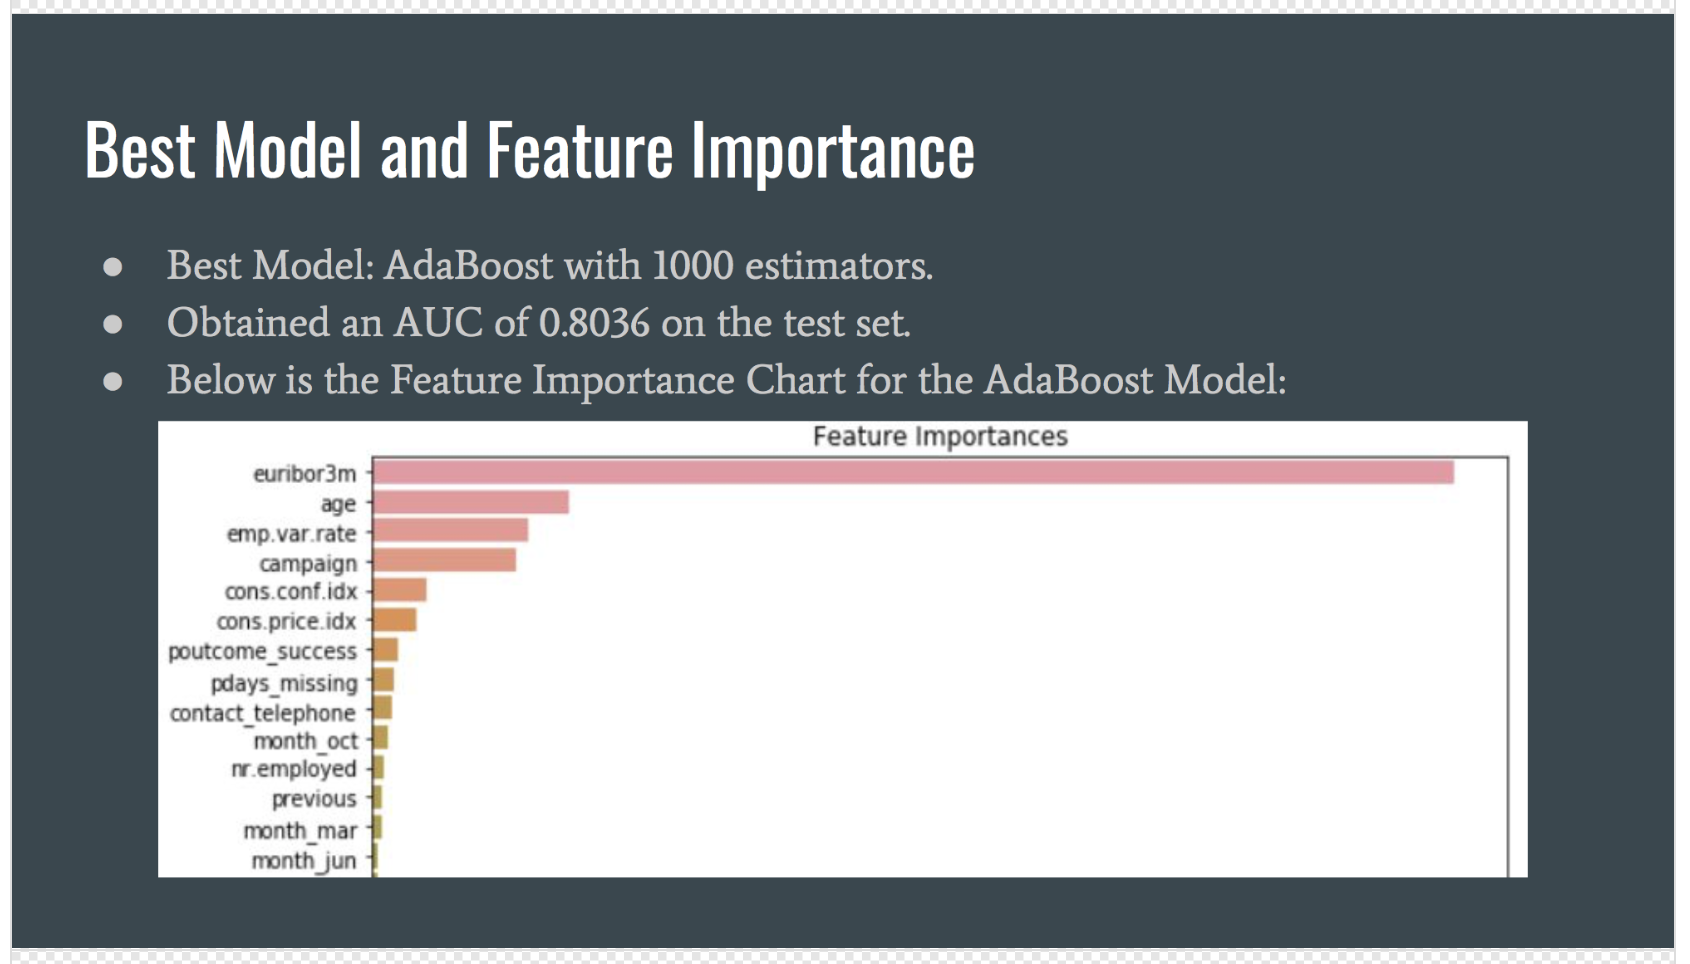 Best Model and Feature Importance
● Best Model: AdaBoost with 1000 estimators.
● Obtained an AUC of 0.8036 on the test set.
● Below is the Feature Importance Chart for the AdaBoost Model:
Feature Importances
euribor3m
age
emp.var.rate
campaign
cons.conf.idx
cons.price.idx
poutcome_success
pdays_missing
contact_telephone
month_oct
nr.employed
previous
month_mar
month_jun